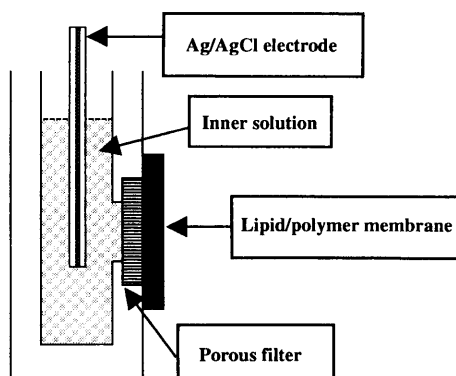 Ag/AgCl electrode
Inner solution
Lipid/polymer membrane
Porous filter